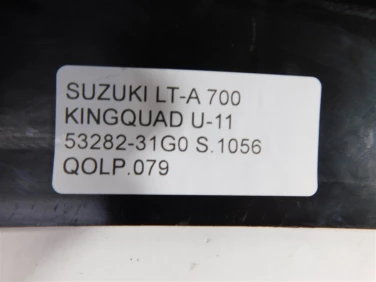 SUZUKI LT-A 700
KINGQUAD U-11
53282-31G0 S.1056
QOLP.079